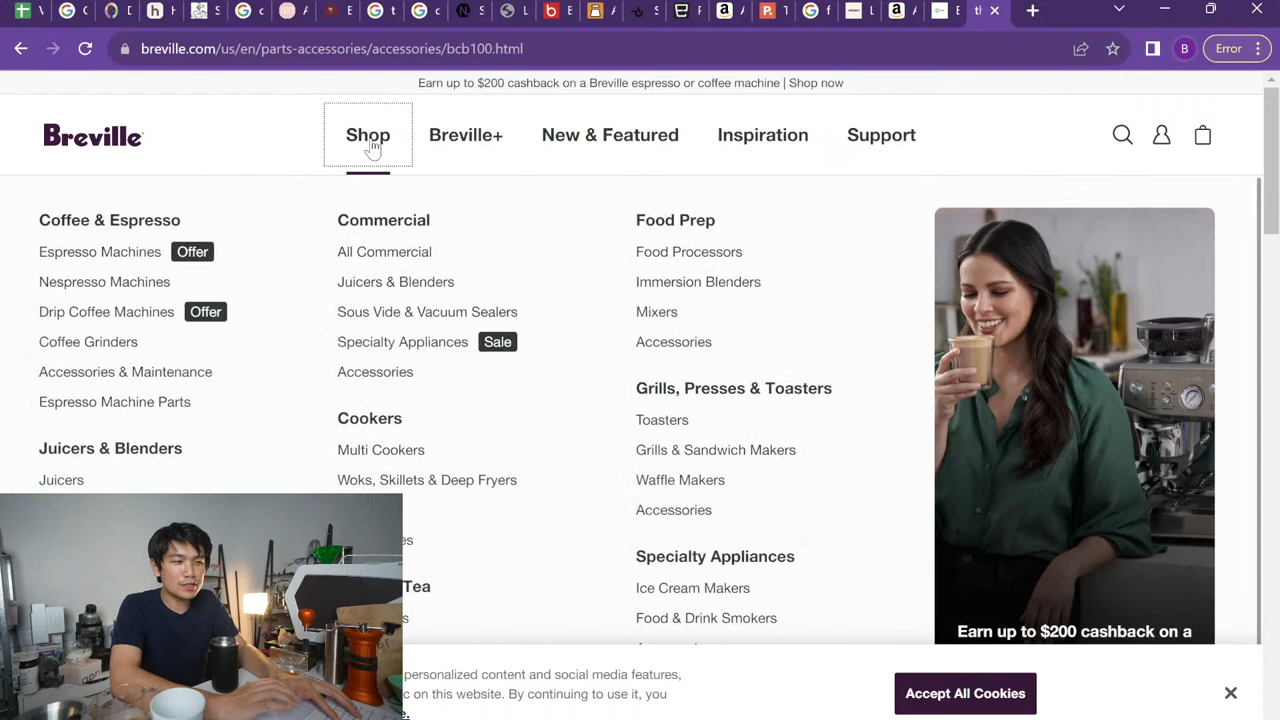 breville.com/us/en/parts-accessories/accessories/bcb100.html
B
Error
Earn up to $200 cashback on a Breville espresso or coffee machine | Shop now
Breville
Shop
Breville+
New & Featured
Inspiration
Support
Coffee & Espresso
Espresso Machines Offer
Nespresso Machines
Drip Coffee Machines Offer
Coffee Grinders
Accessories & Maintenance
Espresso Machine Parts
Juicers & Blenders
Juicers
Commercial
All Commercial
Juicers & Blenders
Sous Vide & Vacuum Sealers
Specialty Appliances Sale
Accessories
Cookers
Multi Cookers
Woks, Skillets & Deep Fryers
es
Tea
s
Food Prep
Food Processors
Immersion Blenders
Mixers
Accessories
Grills, Presses & Toasters
Toasters
Grills & Sandwich Makers
Waffle Makers
Accessories
Specialty Appliances
Ice Cream Makers
Food & Drink Smokers
Earn up to $200 cashback on a
personalized content and social media features,
ic on this website. By continuing to use it, you
Accept All Cookies